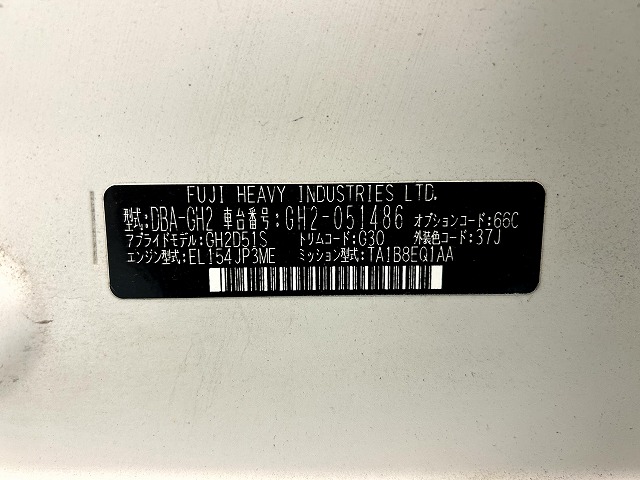 FUJI HEAVY INDUSTRIES LTD.
型式:DBA-GH2 車台番号:GH2-051486 オプションコード:66C
アプライドモデル:GH2D51S トリムコード:G30 外装色コード:37J
エンジン型式:EL154JP3ME ミッション型式:TA1B8EQ1AA